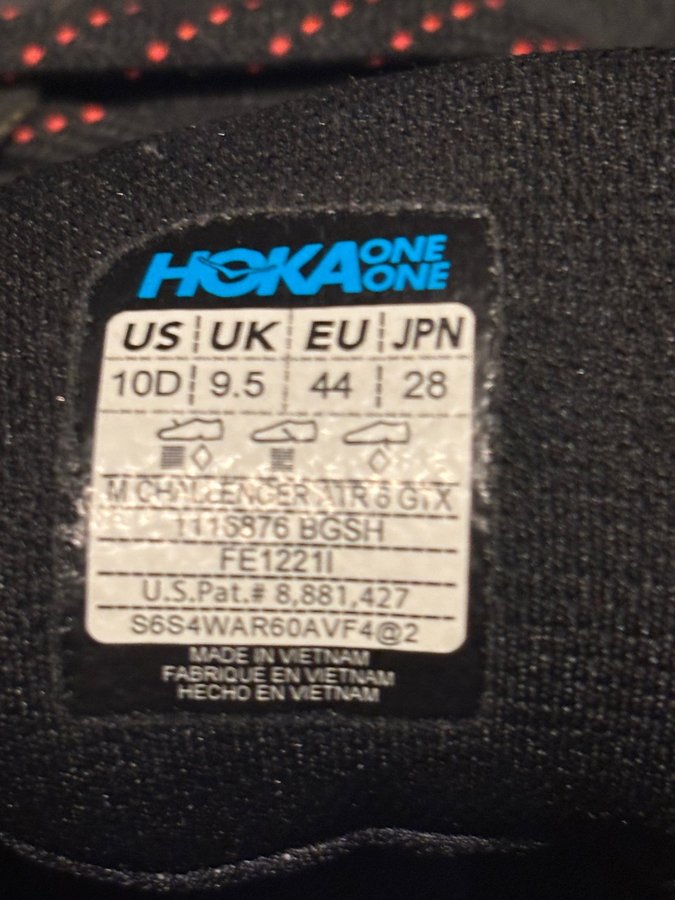 HOKA ONE ONE
US UK EU JPN
10D 9.5 44 28
M CHALLENGER ATR 6 GTX
1116876 BGSH
FE1221I
U.S.Pat.# 8,881,427
S6S4WAR60AVF4@2
MADE IN VIETNAM
FABRIQUE EN VIETNAM
HECHO EN VIETNAM